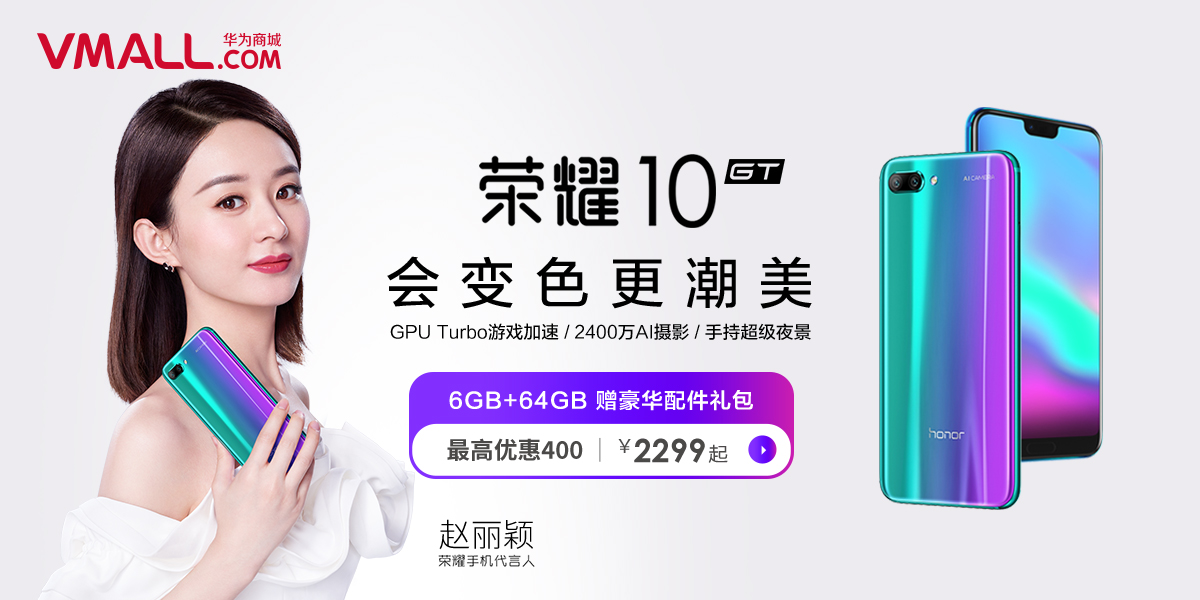 VMALL.COM 华为商城
荣耀10 GT
会变色更潮美
GPU Turbo游戏加速 / 2400万AI摄影 / 手持超级夜景
6GB+64GB 赠豪华配件礼包
最高优惠400 | ¥2299起
赵丽颖
荣耀手机代言人
AI CAMERA
honor